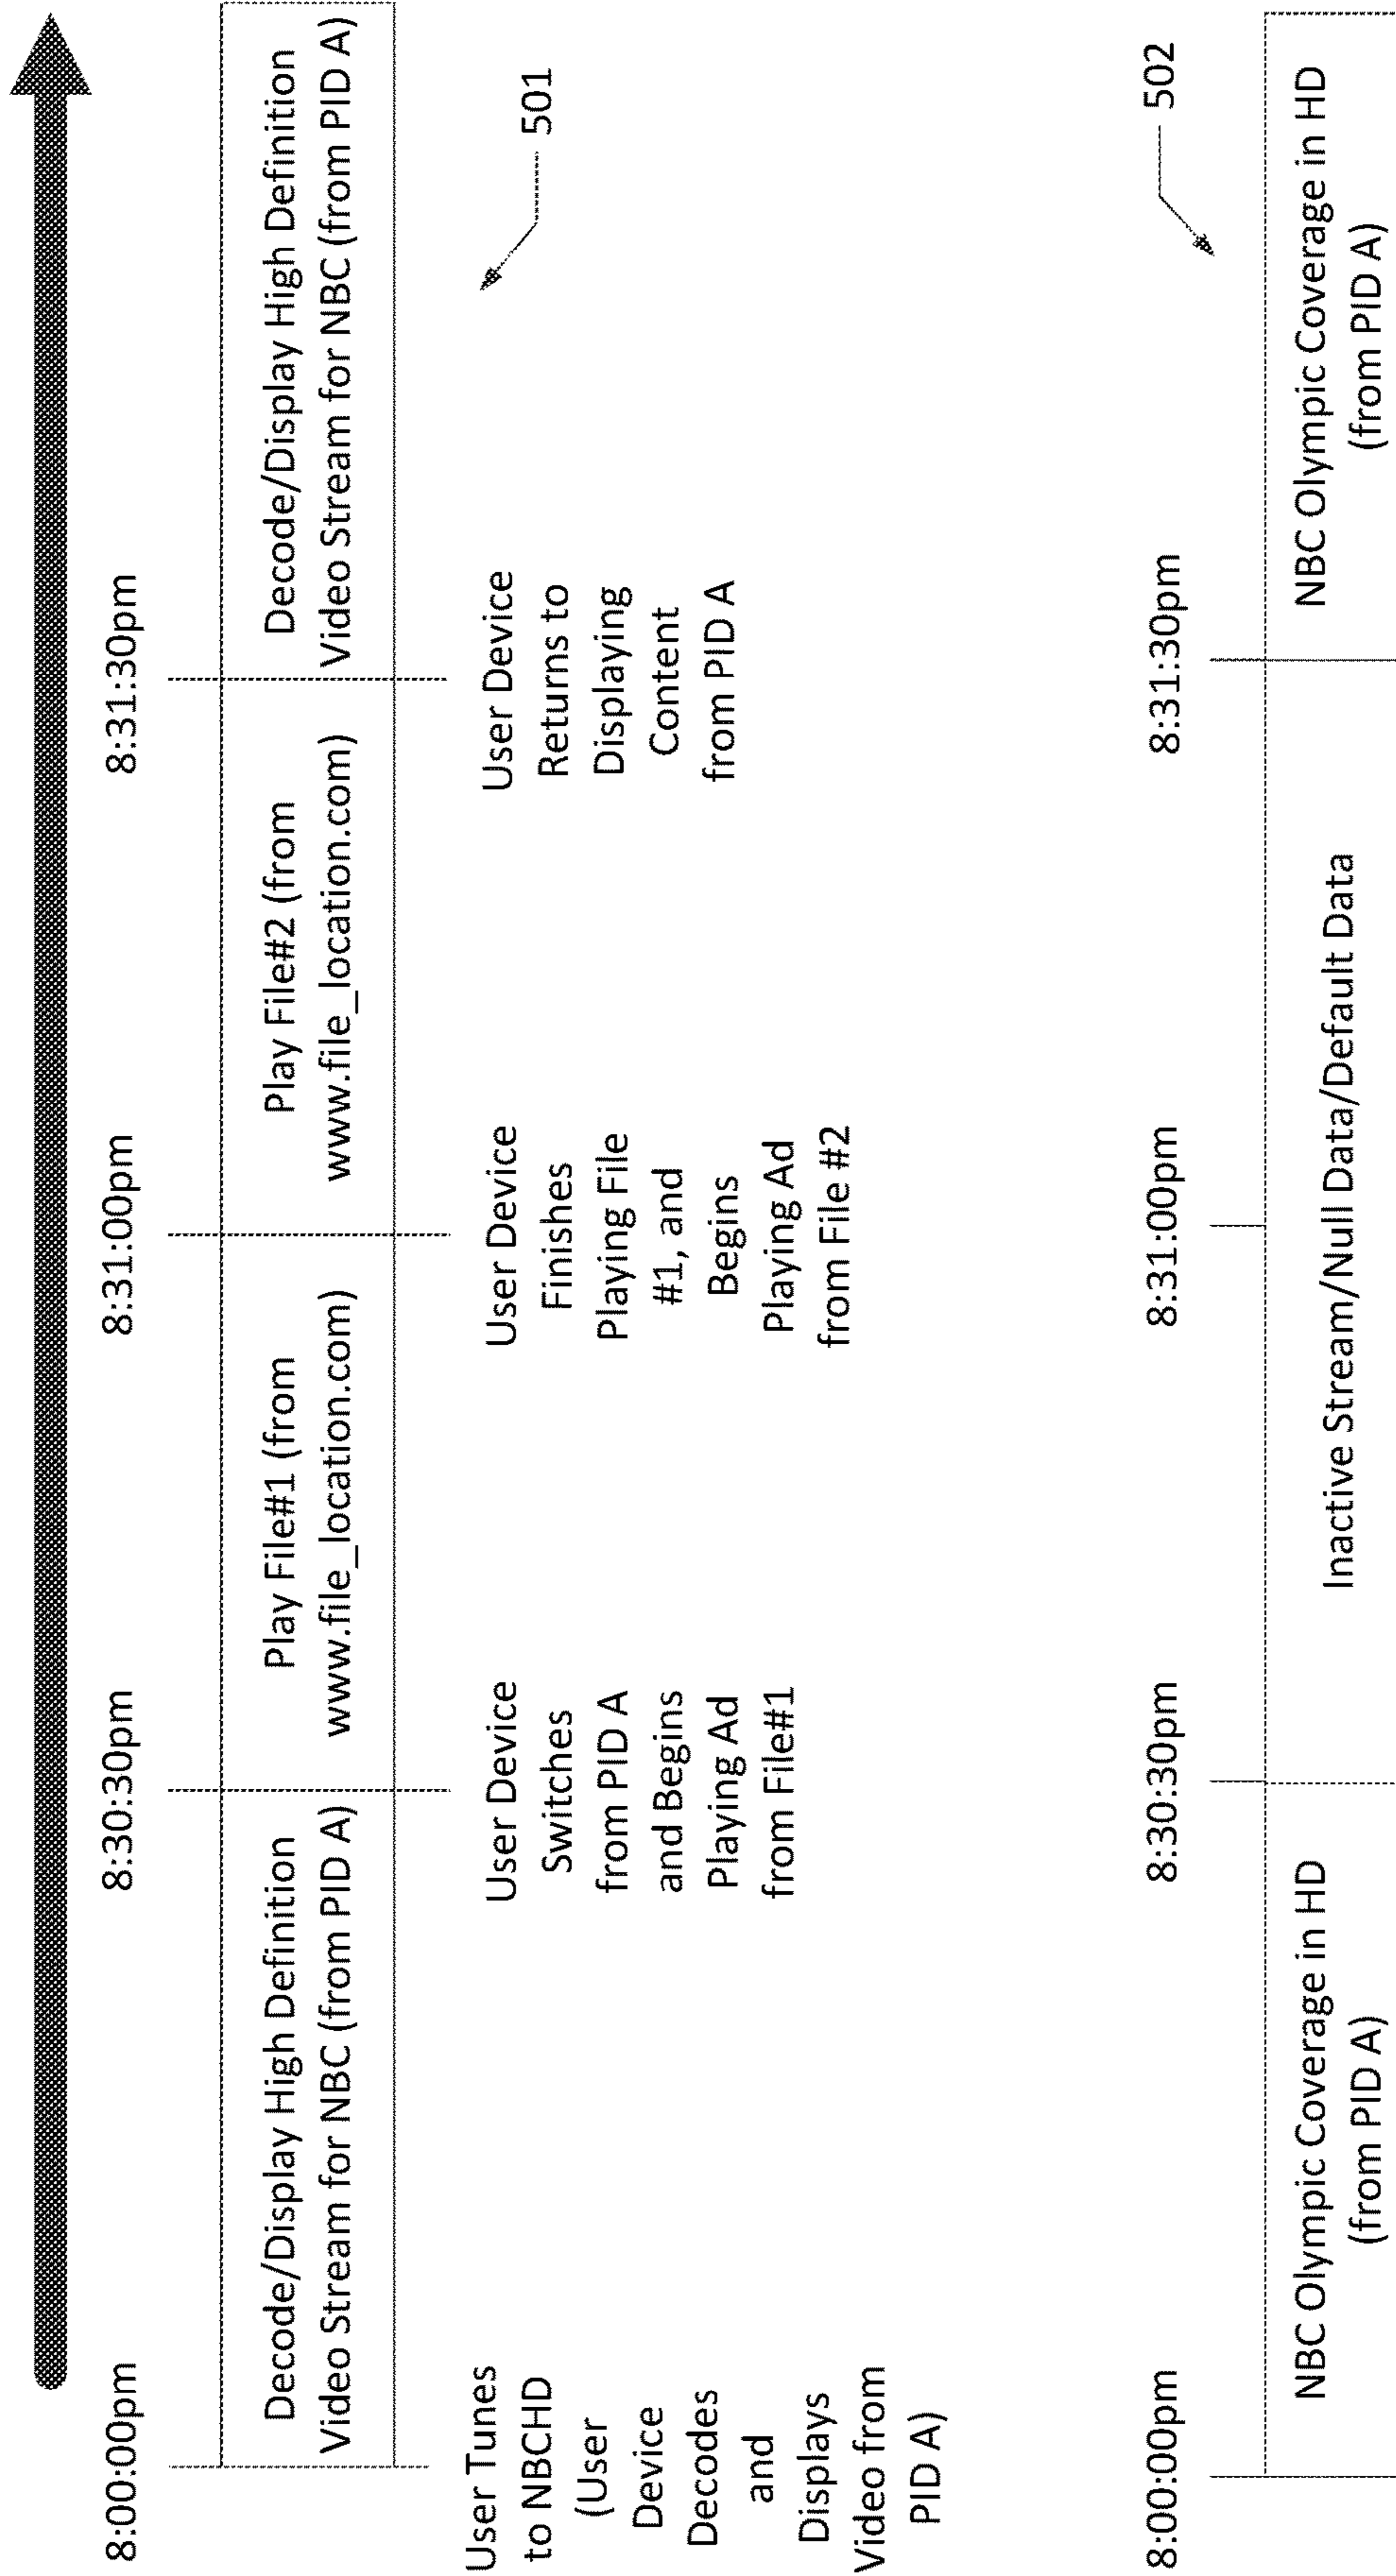 8:00:00pm
8:30:30pm
8:31:00pm
8:31:30pm
Decode/Display High Definition
Video Stream for NBC (from PID A)
Play File#1 (from
www.file_location.com)
Play File#2 (from
www.file_location.com)
Decode/Display High Definition
Video Stream for NBC (from PID A)
User Tunes
to NBCHD
(User
Device
Decodes
and
Displays
Video from
PID A)
User Device
Switches
from PID A
and Begins
Playing Ad
from File#1
User Device
Finishes
Playing File
#1, and
Begins
Playing Ad
from File #2
User Device
Returns to
Displaying
Content
from PID A
501
502
8:00:00pm
8:30:30pm
8:31:00pm
8:31:30pm
NBC Olympic Coverage in HD
(from PID A)
Inactive Stream/Null Data/Default Data
NBC Olympic Coverage in HD
(from PID A)